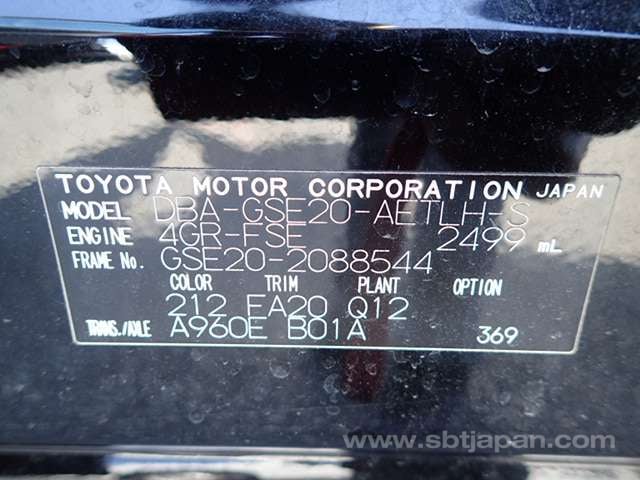 TOYOTA MOTOR CORPORATION JAPAN
MODEL DBA-GSE20-AETLH-S
ENGINE 4GR-FSE 2499 mL
FRAME No. GSE20-2088544
COLOR TRIM PLANT OPTION
212 FA20 Q12
TRANS./AXLE A960E B01A 369
www.sbtjapan.com